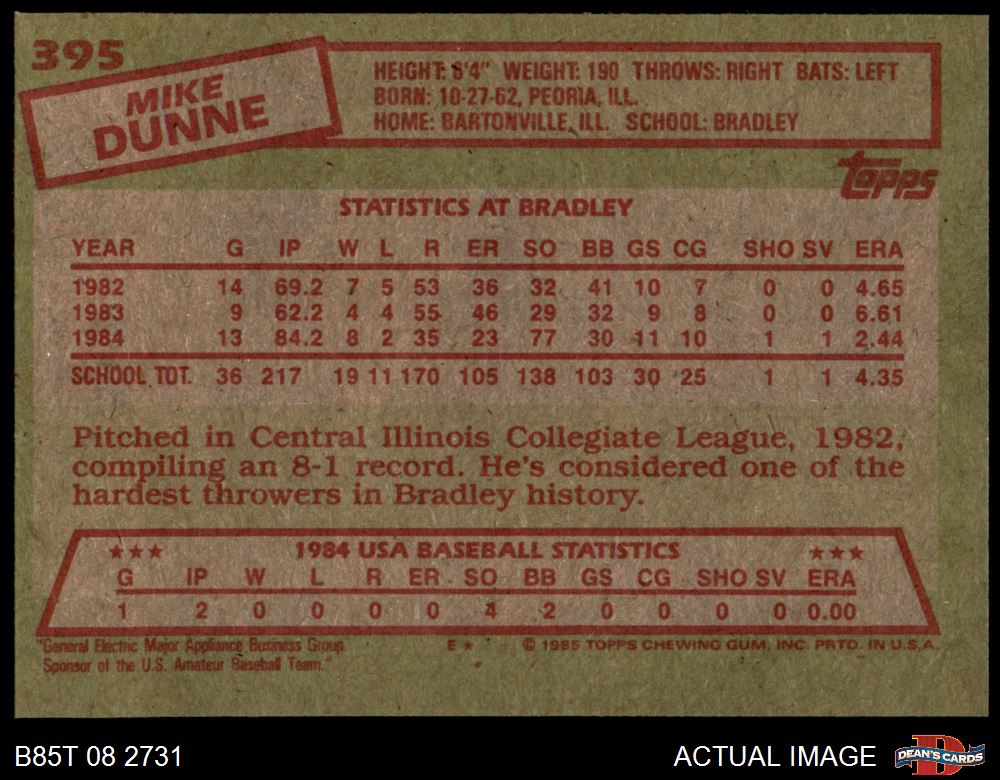 395
MIKE
DUNNE
HEIGHT: 6'4" WEIGHT: 190 THROWS: RIGHT BATS: LEFT
BORN: 10-27-62, PEORIA, ILL.
HOME: BARTONVILLE, ILL. SCHOOL: BRADLEY
topps
STATISTICS AT BRADLEY
YEAR G IP W L R ER SO BB GS CG SHO SV ERA
1982 14 69.2 7 5 53 36 32 41 10 7 0 0 4.65
1983 9 62.2 4 4 55 46 29 32 9 8 0 0 6.61
1984 13 84.2 8 2 35 23 77 30 11 10 1 1 2.44
SCHOOL TOT. 36 217 19 11 170 105 138 103 30 25 1 1 4.35
Pitched in Central Illinois Collegiate League, 1982,
compiling an 8-1 record. He's considered one of the
hardest throwers in Bradley history.
★★★ 1984 USA BASEBALL STATISTICS ★★★
G IP W L R ER SO BB GS CG SHO SV ERA
1 2 0 0 0 0 4 2 0 0 0 0 0.00
"General Electric Major Appliance Business Group.
Sponsor of the U.S. Amateur Baseball Team."
E★ © 1985 TOPPS CHEWING GUM, INC. PRTD. IN U.S.A.
B85T 08 2731
ACTUAL IMAGE
D
DEAN'S CARDS